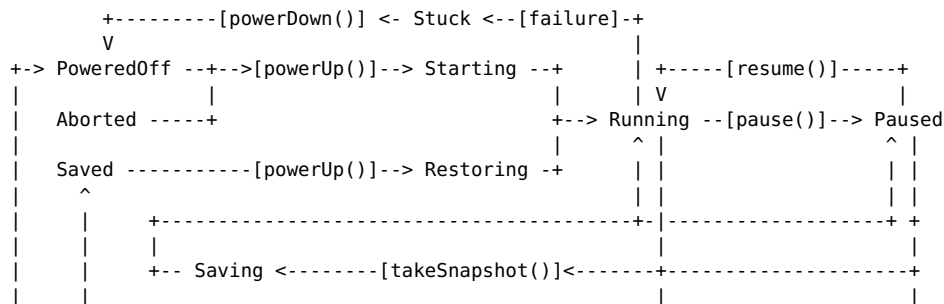 +---------[powerDown()] <- Stuck <--[failure]-+
V                                             |
+-> PoweredOff --+-->[powerUp()]--> Starting --+      | +-----[resume()]-----+
|                |                             |      | V                    |
|   Aborted -----+                             +--> Running --[pause()]--> Paused
|                                              |      ^ |                   ^ |
|   Saved -----------[powerUp()]--> Restoring -+      | |                   | |
|     ^                                               | |                   | |
|     |     +-----------------------------------------+-|-------------------+ +
|     |     |                                           |                     |
|     |     +-- Saving <--------[takeSnapshot()]<-------+---------------------+
|     |                                                 |                     |